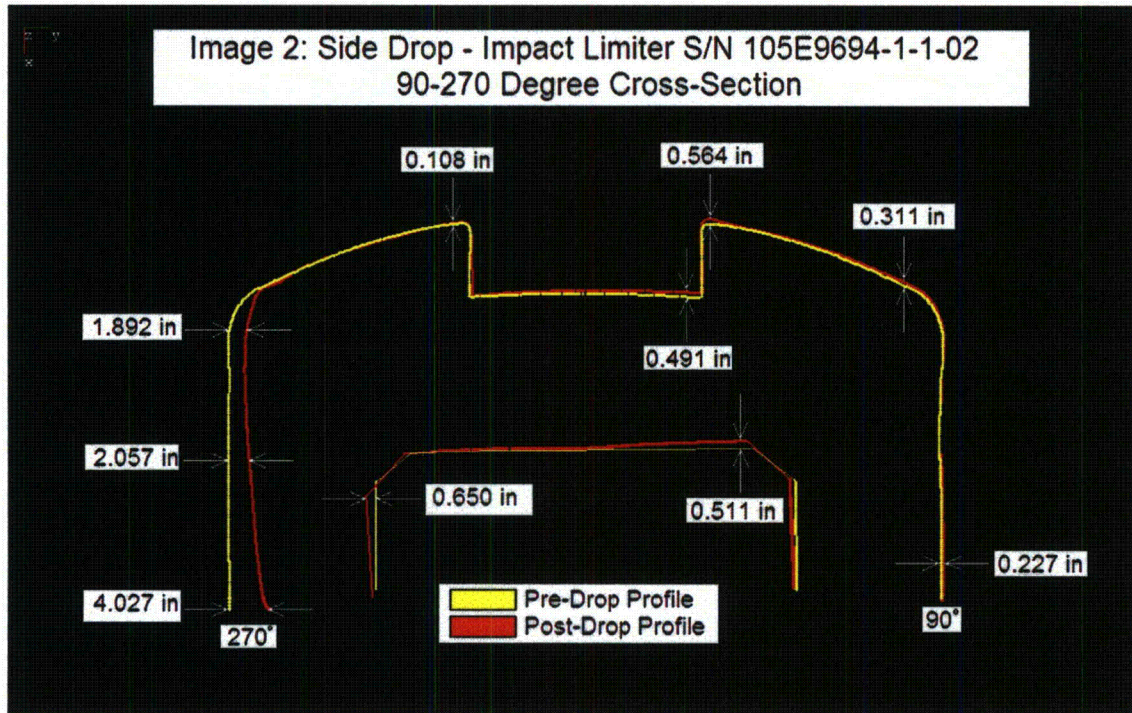 Image 2: Side Drop - Impact Limiter S/N 105E9694-1-1-02
90-270 Degree Cross-Section
z y
x
0.108 in
0.564 in
0.311 in
1.892 in
0.491 in
2.057 in
0.650 in
0.511 in
0.227 in
4.027 in
Pre-Drop Profile
Post-Drop Profile
270°
90°